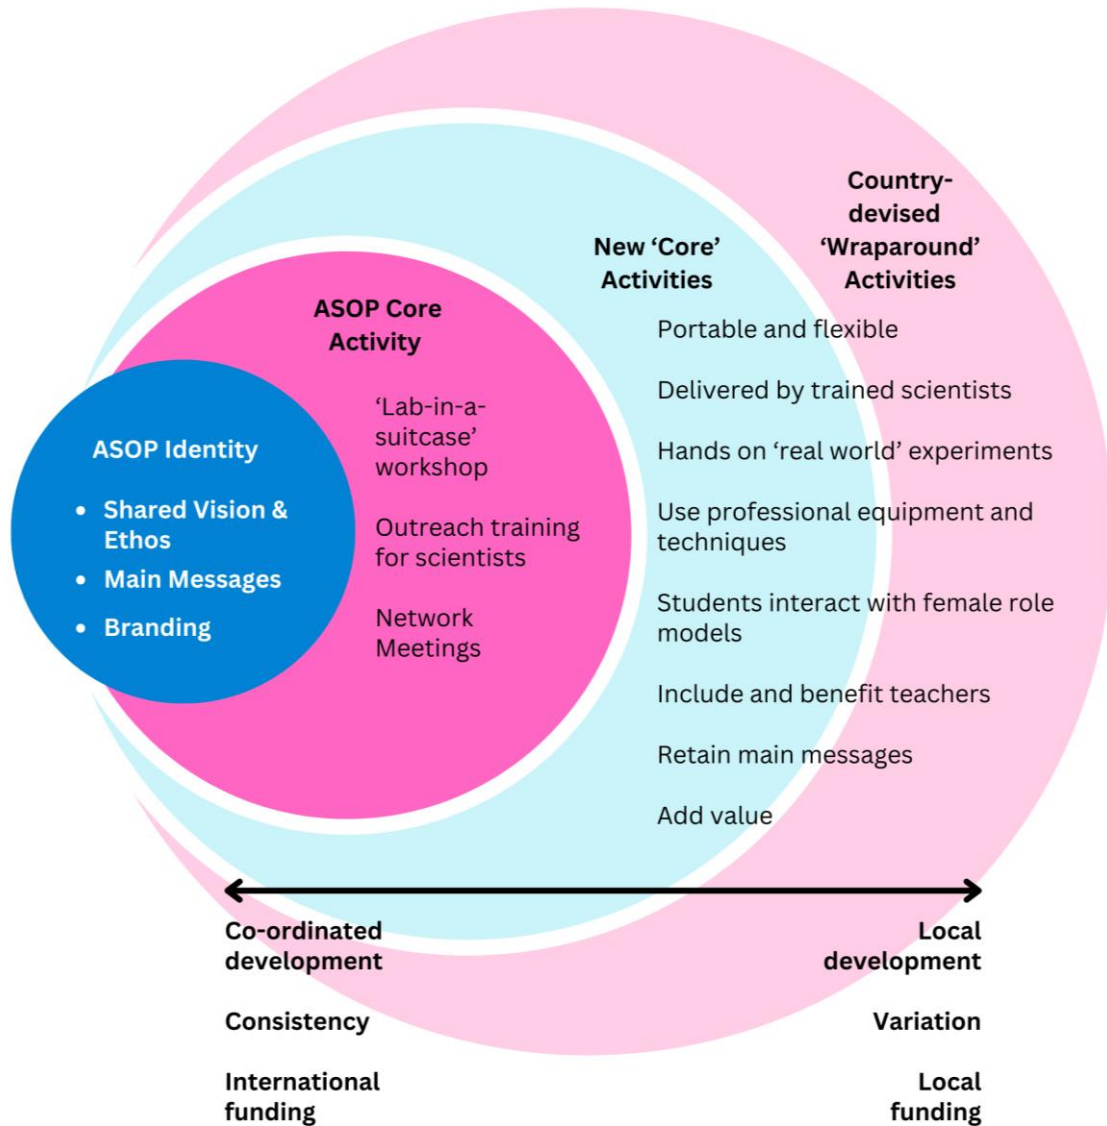 Country-
devised
‘Wraparound’
Activities
New ‘Core’
Activities
ASOP Core
Activity
ASOP Identity
• Shared Vision &
Ethos
• Main Messages
• Branding
‘Lab-in-a-
suitcase’
workshop
Outreach training
for scientists
Network
Meetings
Portable and flexible
Delivered by trained scientists
Hands on ‘real world’ experiments
Use professional equipment and
techniques
Students interact with female role
models
Include and benefit teachers
Retain main messages
Add value
Co-ordinated
development
Consistency
International
funding
Local
development
Variation
Local
funding